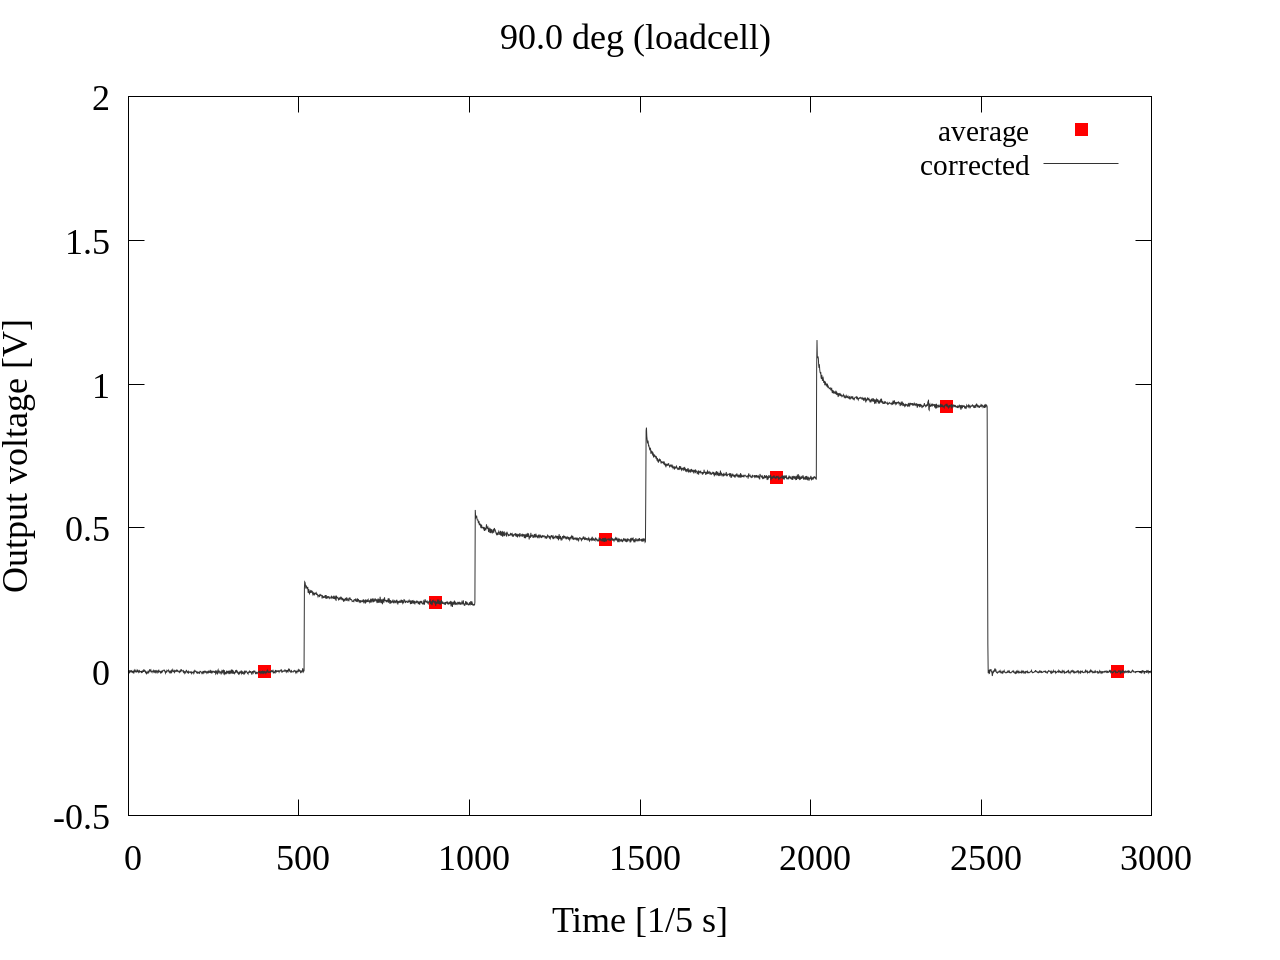 90.0 deg (loadcell)
2
1.5
1
0.5
0
-0.5
Output voltage [V]
average
corrected
0 500 1000 1500 2000 2500 3000
Time [1/5 s]